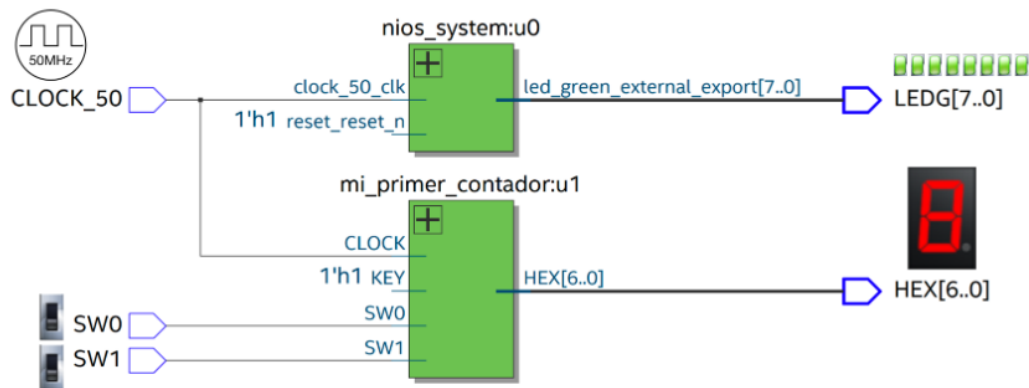 nios_system:u0
50MHz
CLOCK_50
clock_50_clk
led_green_external_export[7..0]
LEDG[7..0]
1'h1 reset_reset_n
mi_primer_contador:u1
CLOCK
1'h1 KEY
HEX[6..0]
HEX[6..0]
SW0
SW0
SW1
SW1